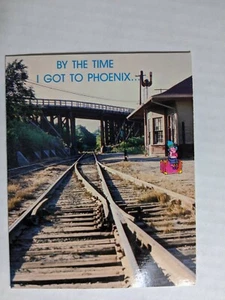 BY THE TIME
I GOT TO PHOENIX...